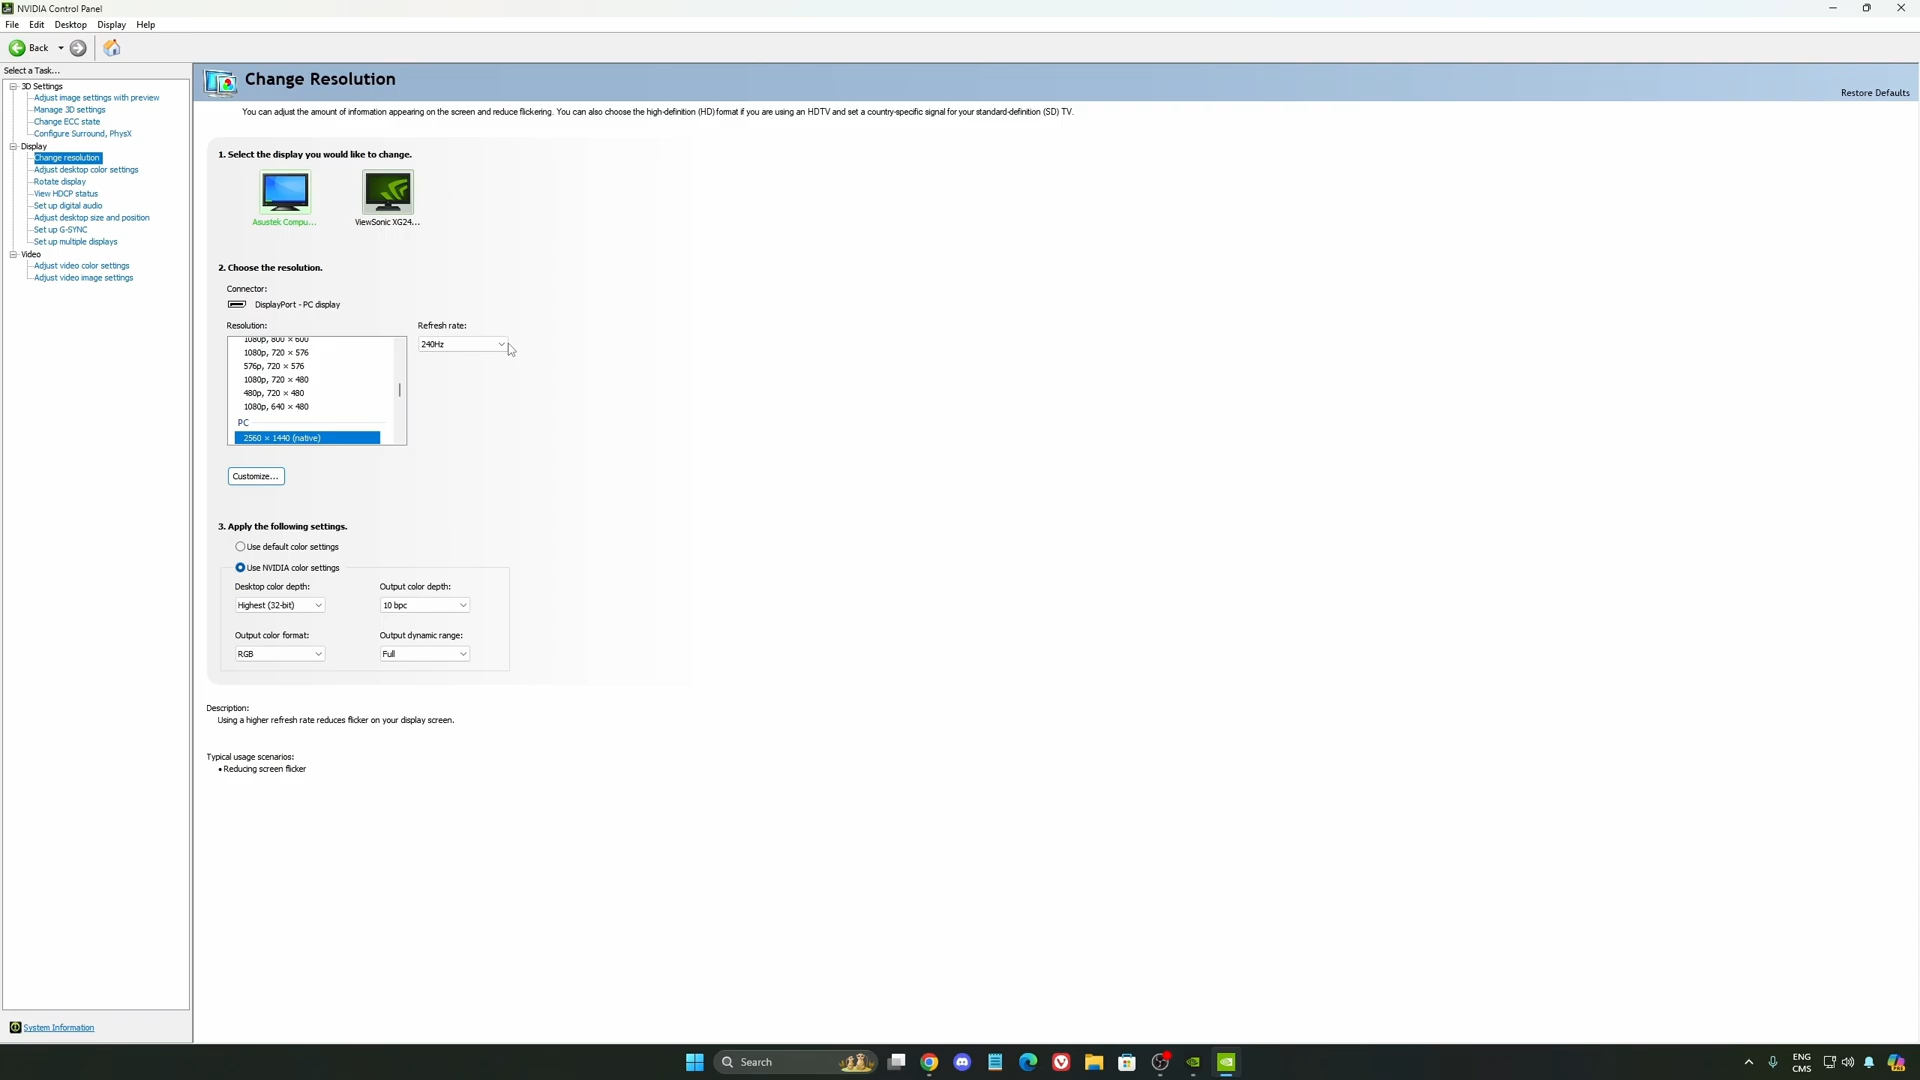 NVIDIA Control Panel
File Edit Desktop Display Help
Back
Select a Task...
3D Settings
Adjust image settings with preview
Manage 3D settings
Change ECC state
Configure Surround, PhysX
Display
Change resolution
Adjust desktop color settings
Rotate display
View HDCP status
Set up digital audio
Adjust desktop size and position
Set up G-SYNC
Set up multiple displays
Video
Adjust video color settings
Adjust video image settings
System Information
Change Resolution
Restore Defaults
You can adjust the amount of information appearing on the screen and reduce flickering. You can also choose the high-definition (HD) format if you are using an HDTV and set a country-specific signal for your standard-definition (SD) TV.
1. Select the display you would like to change.
Asustek Compu... ViewSonic XG24...
2. Choose the resolution.
Connector:
DisplayPort - PC display
Resolution: Refresh rate:
240Hz
1080p, 800 × 600
1080p, 720 × 576
576p, 720 × 576
1080p, 720 × 480
480p, 720 × 480
1080p, 640 × 480
PC
2560 × 1440 (native)
Customize...
3. Apply the following settings.
Use default color settings
Use NVIDIA color settings
Desktop color depth: Output color depth:
Highest (32-bit) 10 bpc
Output color format: Output dynamic range:
RGB Full
Description:
Using a higher refresh rate reduces flicker on your display screen.
Typical usage scenarios:
• Reducing screen flicker
Search
ENG
CMS